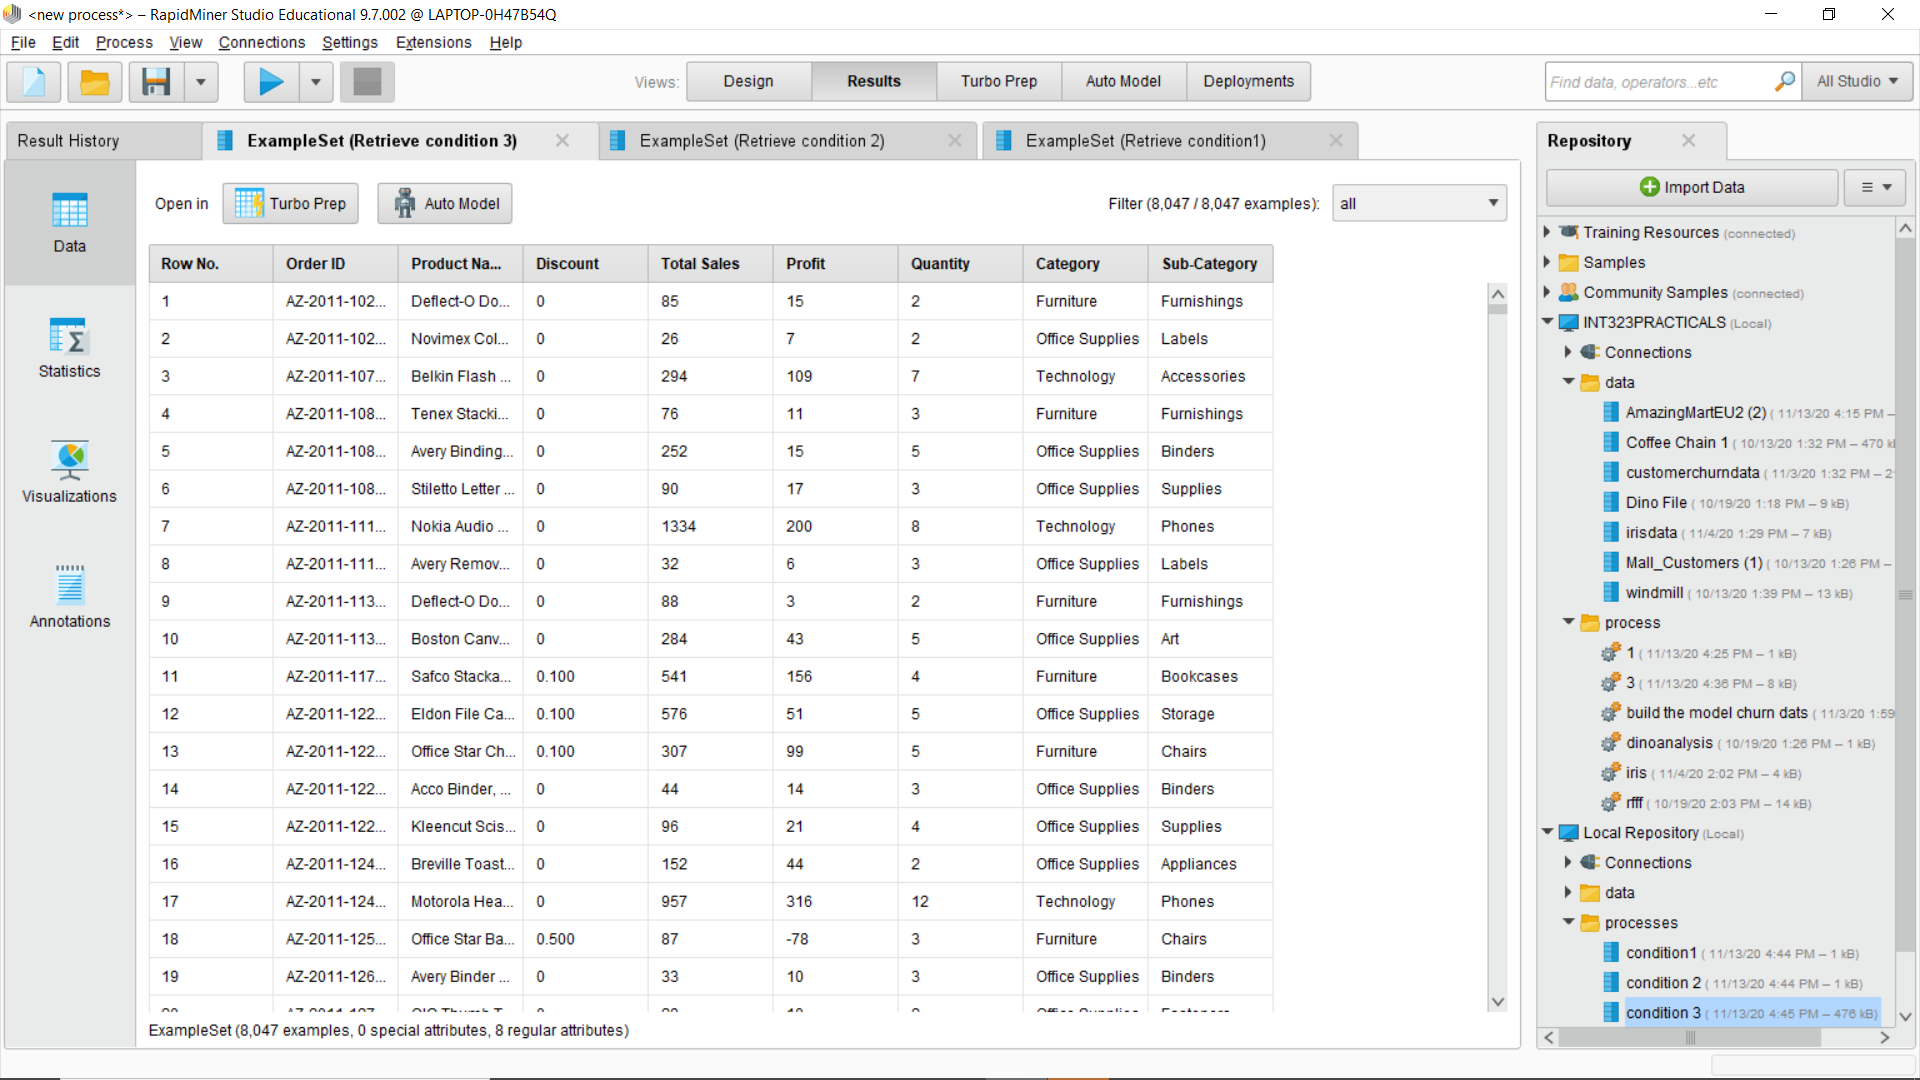 <new process*> – RapidMiner Studio Educational 9.7.002 @ LAPTOP-0H47B54Q
File Edit Process View Connections Settings Extensions Help
Views: Design Results Turbo Prep Auto Model Deployments Find data, operators...etc All Studio
Result History ExampleSet (Retrieve condition 3) ExampleSet (Retrieve condition 2) ExampleSet (Retrieve condition1)
Data
Statistics
Visualizations
Annotations
Open in Turbo Prep Auto Model Filter (8,047 / 8,047 examples): all
Row No. Order ID Product Na... Discount Total Sales Profit Quantity Category Sub-Category
1 AZ-2011-102... Deflect-O Do... 0 85 15 2 Furniture Furnishings
2 AZ-2011-102... Novimex Col... 0 26 7 2 Office Supplies Labels
3 AZ-2011-107... Belkin Flash ... 0 294 109 7 Technology Accessories
4 AZ-2011-108... Tenex Stacki... 0 76 11 3 Furniture Furnishings
5 AZ-2011-108... Avery Binding... 0 252 15 5 Office Supplies Binders
6 AZ-2011-108... Stiletto Letter ... 0 90 17 3 Office Supplies Supplies
7 AZ-2011-111... Nokia Audio ... 0 1334 200 8 Technology Phones
8 AZ-2011-111... Avery Remov... 0 32 6 3 Office Supplies Labels
9 AZ-2011-113... Deflect-O Do... 0 88 3 2 Furniture Furnishings
10 AZ-2011-113... Boston Canv... 0 284 43 5 Office Supplies Art
11 AZ-2011-117... Safco Stacka... 0.100 541 156 4 Furniture Bookcases
12 AZ-2011-122... Eldon File Ca... 0.100 576 51 5 Office Supplies Storage
13 AZ-2011-122... Office Star Ch... 0.100 307 99 5 Furniture Chairs
14 AZ-2011-122... Acco Binder, ... 0 44 14 3 Office Supplies Binders
15 AZ-2011-122... Kleencut Scis... 0 96 21 4 Office Supplies Supplies
16 AZ-2011-124... Breville Toast... 0 152 44 2 Office Supplies Appliances
17 AZ-2011-124... Motorola Hea... 0 957 316 12 Technology Phones
18 AZ-2011-125... Office Star Ba... 0.500 87 -78 3 Furniture Chairs
19 AZ-2011-126... Avery Binder ... 0 33 10 3 Office Supplies Binders
ExampleSet (8,047 examples, 0 special attributes, 8 regular attributes)
Repository
Import Data
Training Resources (connected)
Samples
Community Samples (connected)
INT323PRACTICALS (Local)
Connections
data
AmazingMartEU2 (2) ( 11/13/20 4:15 PM –
Coffee Chain 1 ( 10/13/20 1:32 PM – 470 k
customerchurndata ( 11/3/20 1:32 PM – 2
Dino File ( 10/19/20 1:18 PM – 9 kB)
irisdata ( 11/4/20 1:29 PM – 7 kB)
Mall_Customers (1) ( 10/13/20 1:26 PM –
windmill ( 10/13/20 1:39 PM – 13 kB)
process
1 ( 11/13/20 4:25 PM – 1 kB)
3 ( 11/13/20 4:36 PM – 8 kB)
build the model churn dats ( 11/3/20 1:59
dinoanalysis ( 10/19/20 1:26 PM – 1 kB)
iris ( 11/4/20 2:02 PM – 4 kB)
rfff ( 10/19/20 2:03 PM – 14 kB)
Local Repository (Local)
Connections
data
processes
condition1 ( 11/13/20 4:44 PM – 1 kB)
condition 2 ( 11/13/20 4:44 PM – 1 kB)
condition 3 ( 11/13/20 4:45 PM – 476 kB)